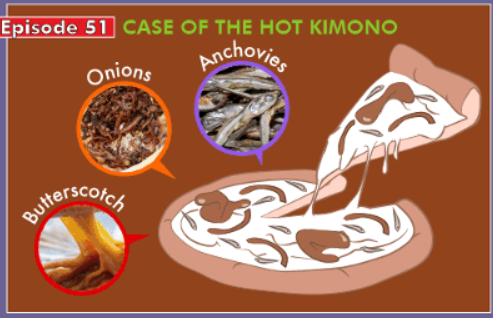 Episode 51 CASE OF THE HOT KIMONO
Anchovies
Onions
Butterscotch